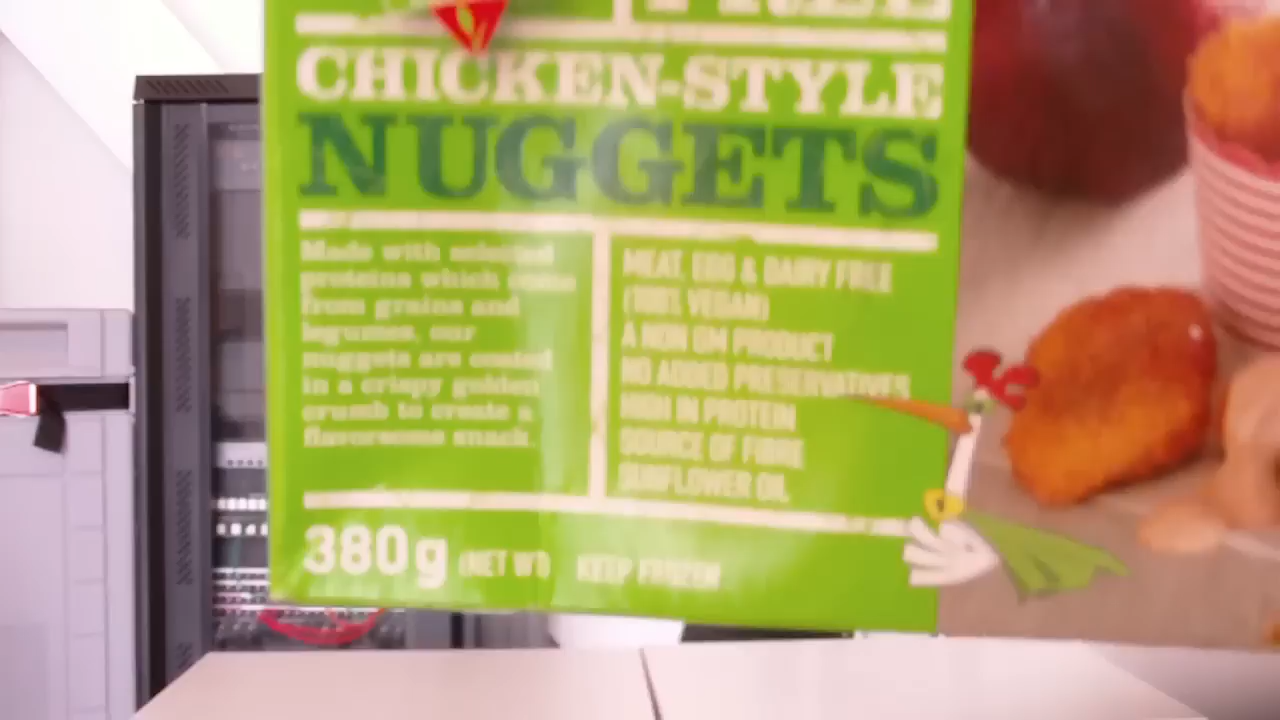 CHICKEN-STYLE
NUGGETS
Made with selected
proteins which come
from grains and
legumes, our
nuggets are coated
in a crispy golden
crumb to create a
flavorsome snack.
MEAT, EGG & DAIRY FREE
(100% VEGAN)
A NON GM PRODUCT
NO ADDED PRESERVATIVES
HIGH IN PROTEIN
SOURCE OF FIBRE
SUNFLOWER OIL
380g (NET WT) KEEP FROZEN